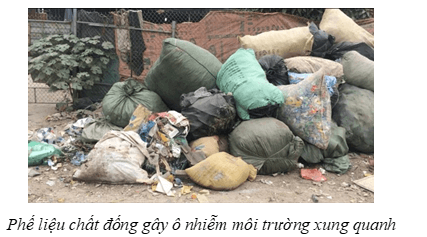 Phế liệu chất đống gây ô nhiễm môi trường xung quanh